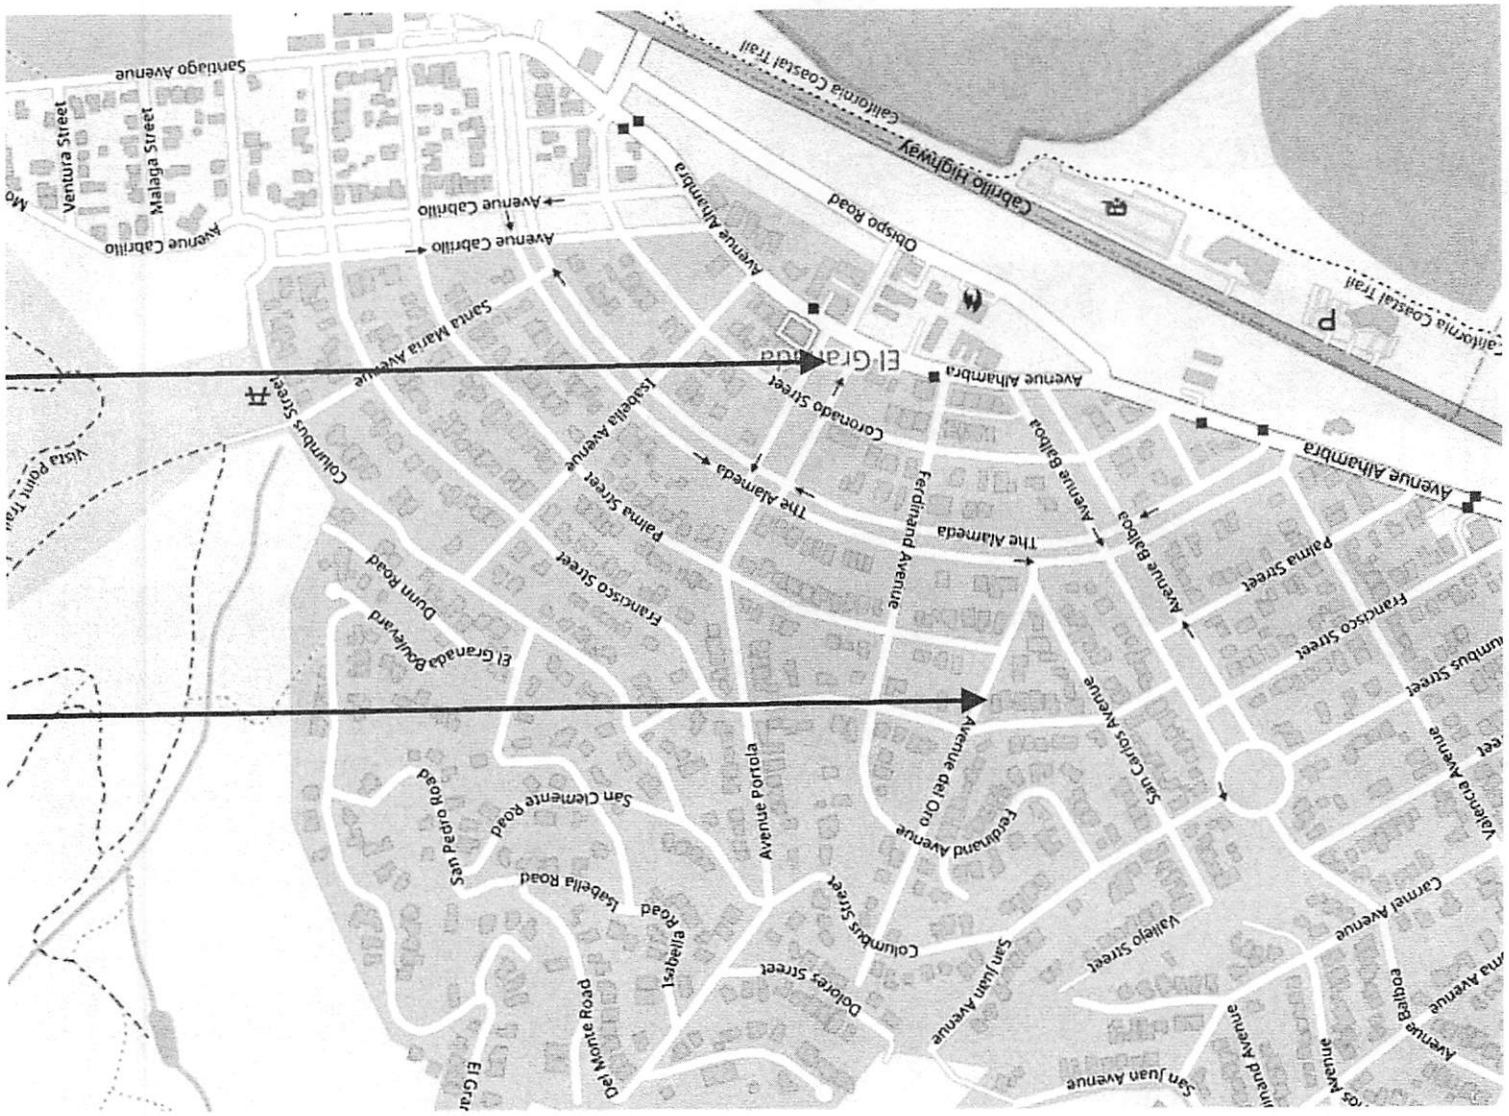 Santiago Avenue
Ventura Street
Malaga Street
Avenue Cabrillo
Avenue Cabrillo
Avenue Cabrillo
Avenue Alhambra
Obispo Road
Cabrillo Highway
California Coastal Trail
California Coastal Trail
P
El Granada
Avenue Alhambra
Avenue Alhambra
Santa Maria Avenue
Columbus Street
Columbus Street
Vista Point Trail
Isabella Avenue
Coronado Street
The Alameda
The Alameda
Palma Street
Francisco Street
Ferdinand Avenue
Avenue Balboa
Avenue Balboa
Palma Street
Francisco Street
Dunn Road
El Granada Boulevard
San Carlos Avenue
Avenue del Oro
Avenue Portola
Valencia Avenue
San Pedro Road
San Clemente Road
Ferdinand Avenue
Isabella Road
Isabella Road
Columbus Street
Dolores Street
San Juan Avenue
Vallejo Street
Carmel Avenue
Avenue Balboa
Avenue
Del Monte Road
San Juan Avenue
Avenue